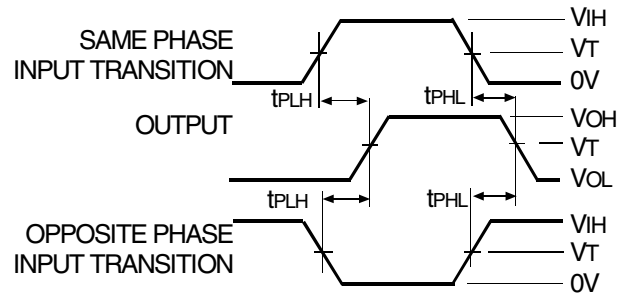 SAME PHASE
INPUT TRANSITION
VIH
VT
0V
tPLH
tPHL
OUTPUT
VOH
VT
VOL
tPLH
tPHL
OPPOSITE PHASE
INPUT TRANSITION
VIH
VT
0V